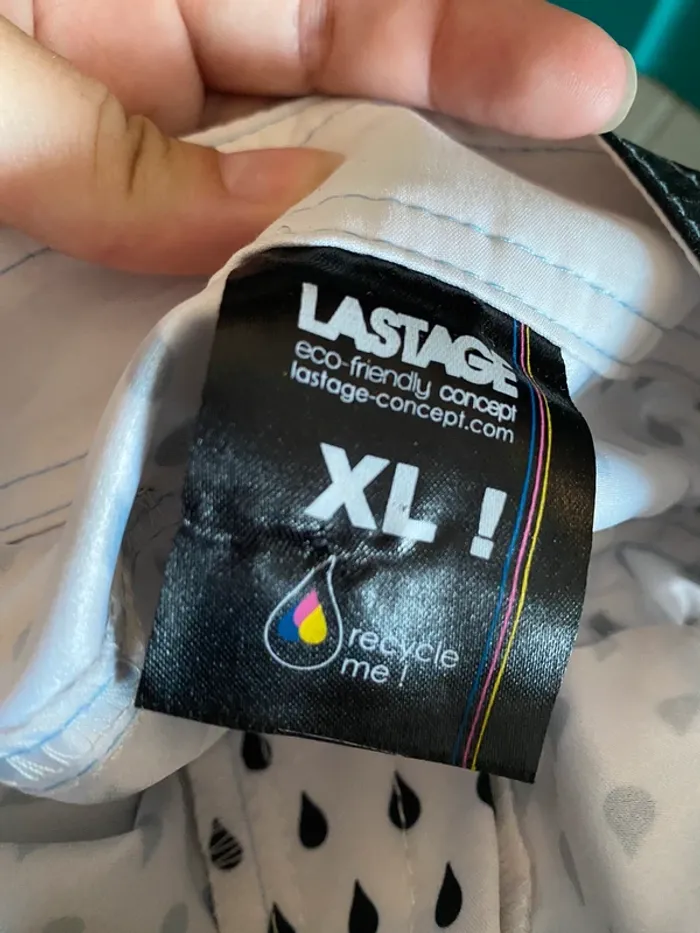 LASTAGE
eco-friendly concept
lastage-concept.com
XL !
recycle
me !